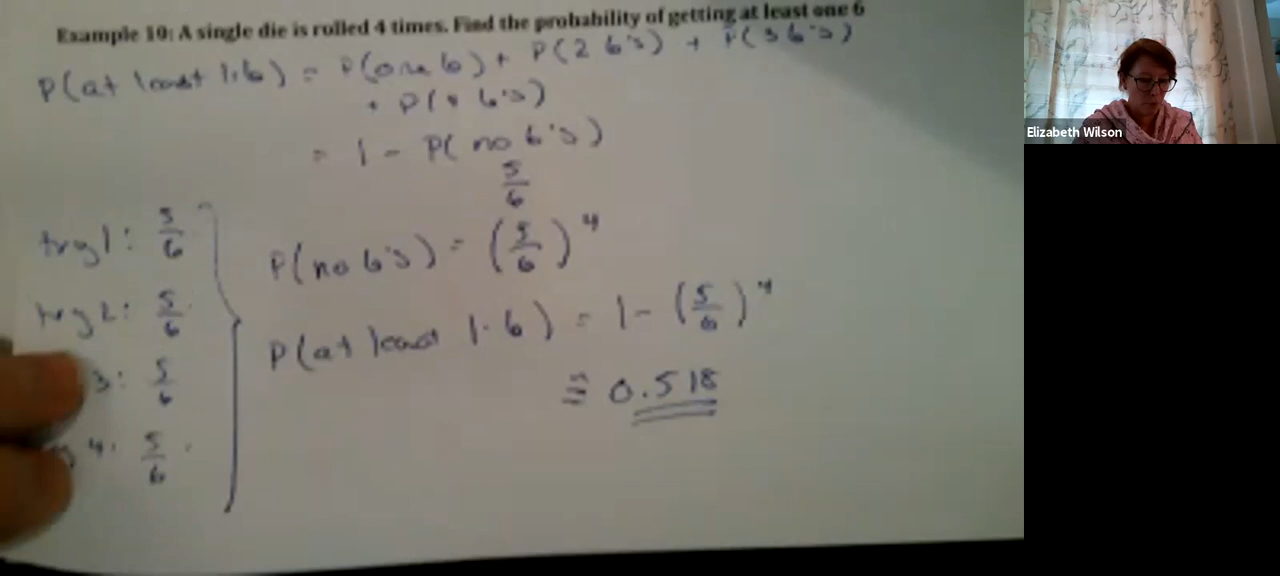 Example 10: A single die is rolled 4 times. Find the probability of getting at least one 6
P(at least 1·6) = P(one 6) + P(2 6's) + P(3 6's)
+ P(4 6's)
= 1 - P(no 6's)
5/6
try 1: 5/6
try 2: 5/6
3: 5/6
4: 5/6
P(no 6's) = (5/6)^4
P(at least 1·6) = 1 - (5/6)^4
≅ 0.518
Elizabeth Wilson